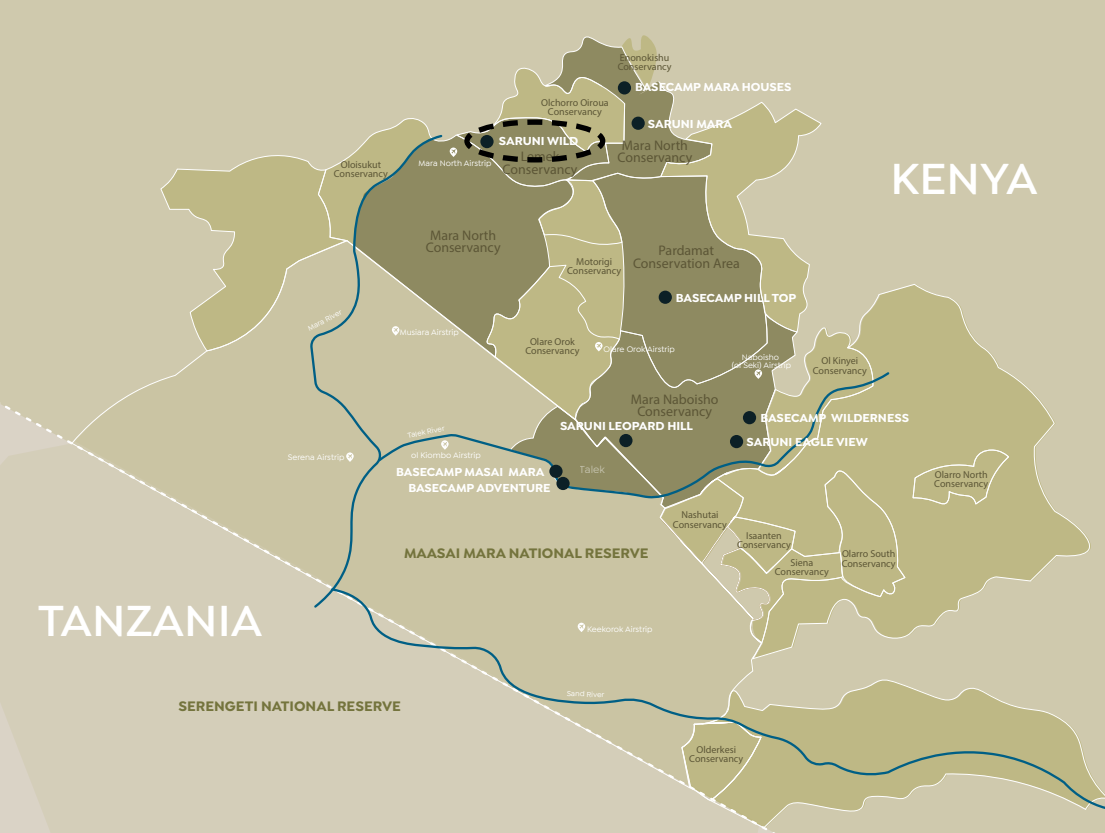 Enonokishu
Conservancy
BASECAMP MARA HOUSES
Olchorro Oiroua
Conservancy
SARUNI MARA
SARUNI WILD
Mara North
Conservancy
Lemek
Conservancy
Mara North Airstrip
Oloisukut
Conservancy
KENYA
Mara North
Conservancy
Pardamat
Conservation Area
Motorigi
Conservancy
BASECAMP HILL TOP
Mara River
Musiara Airstrip
Olare Orok
Conservancy
Olare Orok Airstrip
Naboisho
(ol Seki) Airstrip
Ol Kinyei
Conservancy
Mara Naboisho
Conservancy
BASECAMP WILDERNESS
SARUNI LEOPARD HILL
SARUNI EAGLE VIEW
Talek River
ol Kiombo Airstrip
Serena Airstrip
BASECAMP MASAI MARA
Talek
BASECAMP ADVENTURE
Olarro North
Conservancy
Nashutai
Conservancy
Isaanten
Conservancy
Siena
Conservancy
Olarro South
Conservancy
MAASAI MARA NATIONAL RESERVE
TANZANIA
Keekorok Airstrip
Sand River
SERENGETI NATIONAL RESERVE
Olderkesi
Conservancy